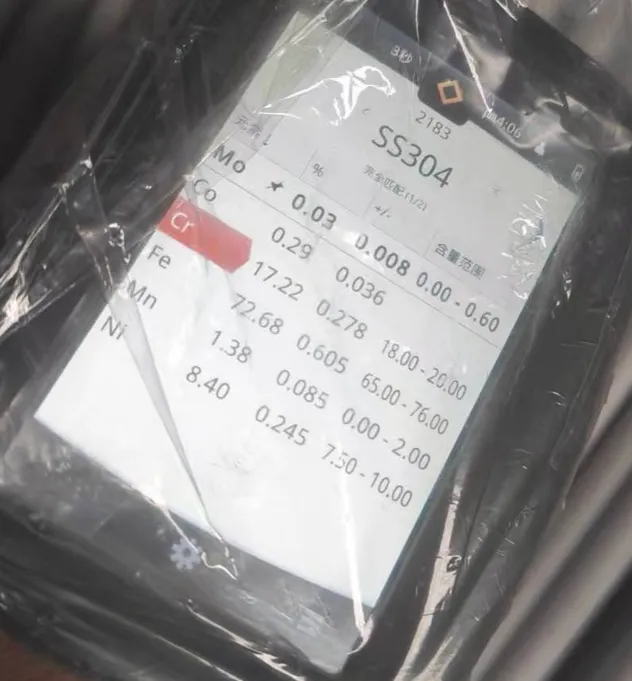 3秒
pm4:06
2183
SS304
完全匹配(1/2)
元素 % +/- 含量范围
Mo 0.03 0.008 0.00 - 0.60
Co 0.29 0.036
Cr 17.22 0.278 18.00 - 20.00
Fe 72.68 0.605 65.00 - 76.00
Mn 1.38 0.085 0.00 - 2.00
Ni 8.40 0.245 7.50 - 10.00